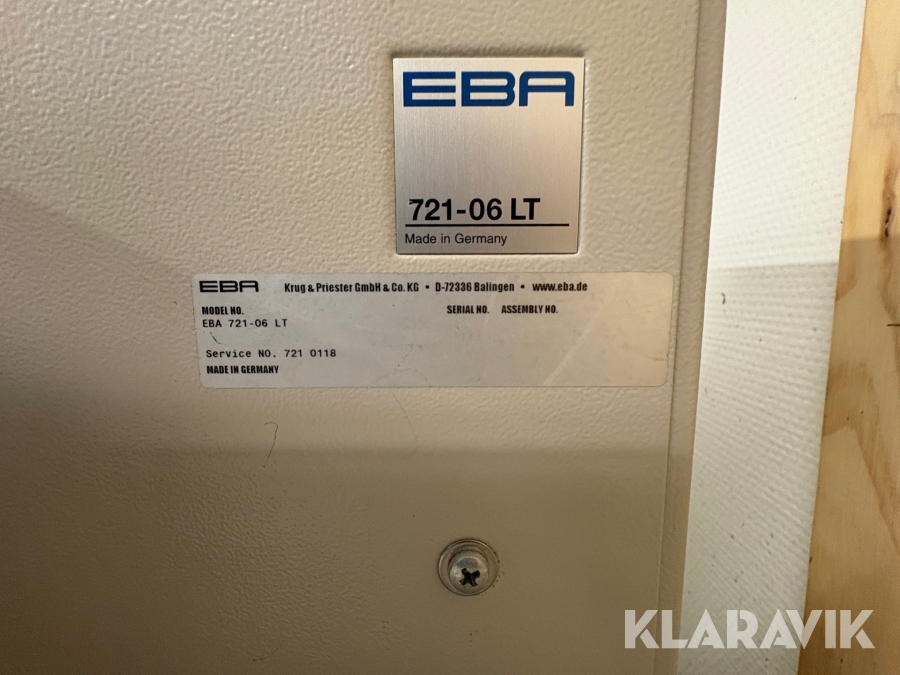 EBA
721-06 LT
Made in Germany
EBA Krug & Priester GmbH & Co. KG • D-72336 Balingen • www.eba.de
MODEL NO. SERIAL NO. ASSEMBLY NO.
EBA 721-06 LT
Service NO. 721 0118
MADE IN GERMANY
KLARAVIK